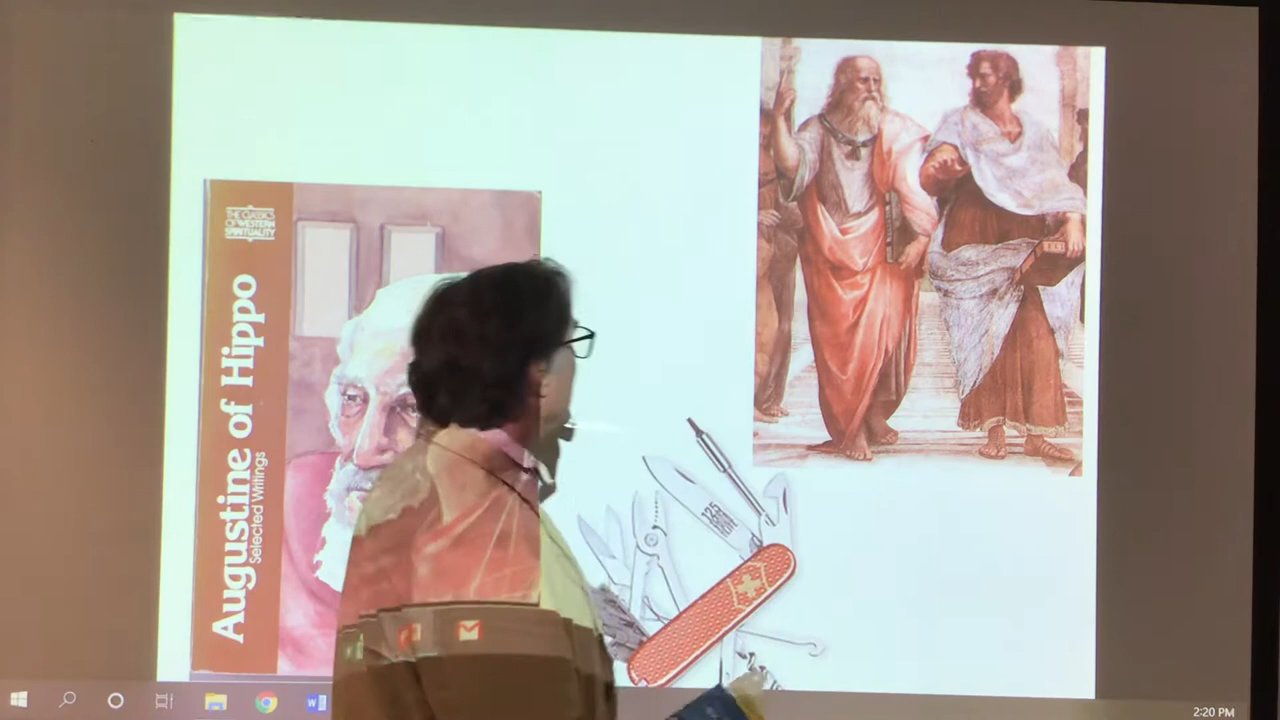 THE CLASSICS
OF WESTERN
SPIRITUALITY
Augustine of Hippo
Selected Writings
2:20 PM